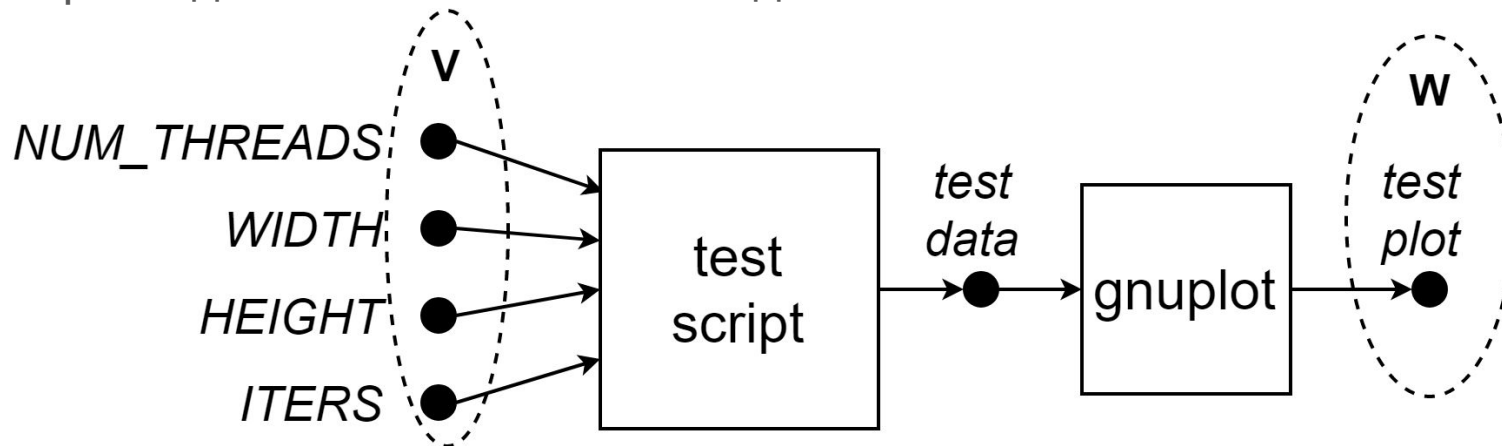 V
NUM_THREADS
WIDTH
HEIGHT
ITERS
test
script
test
data
gnuplot
W
test
plot